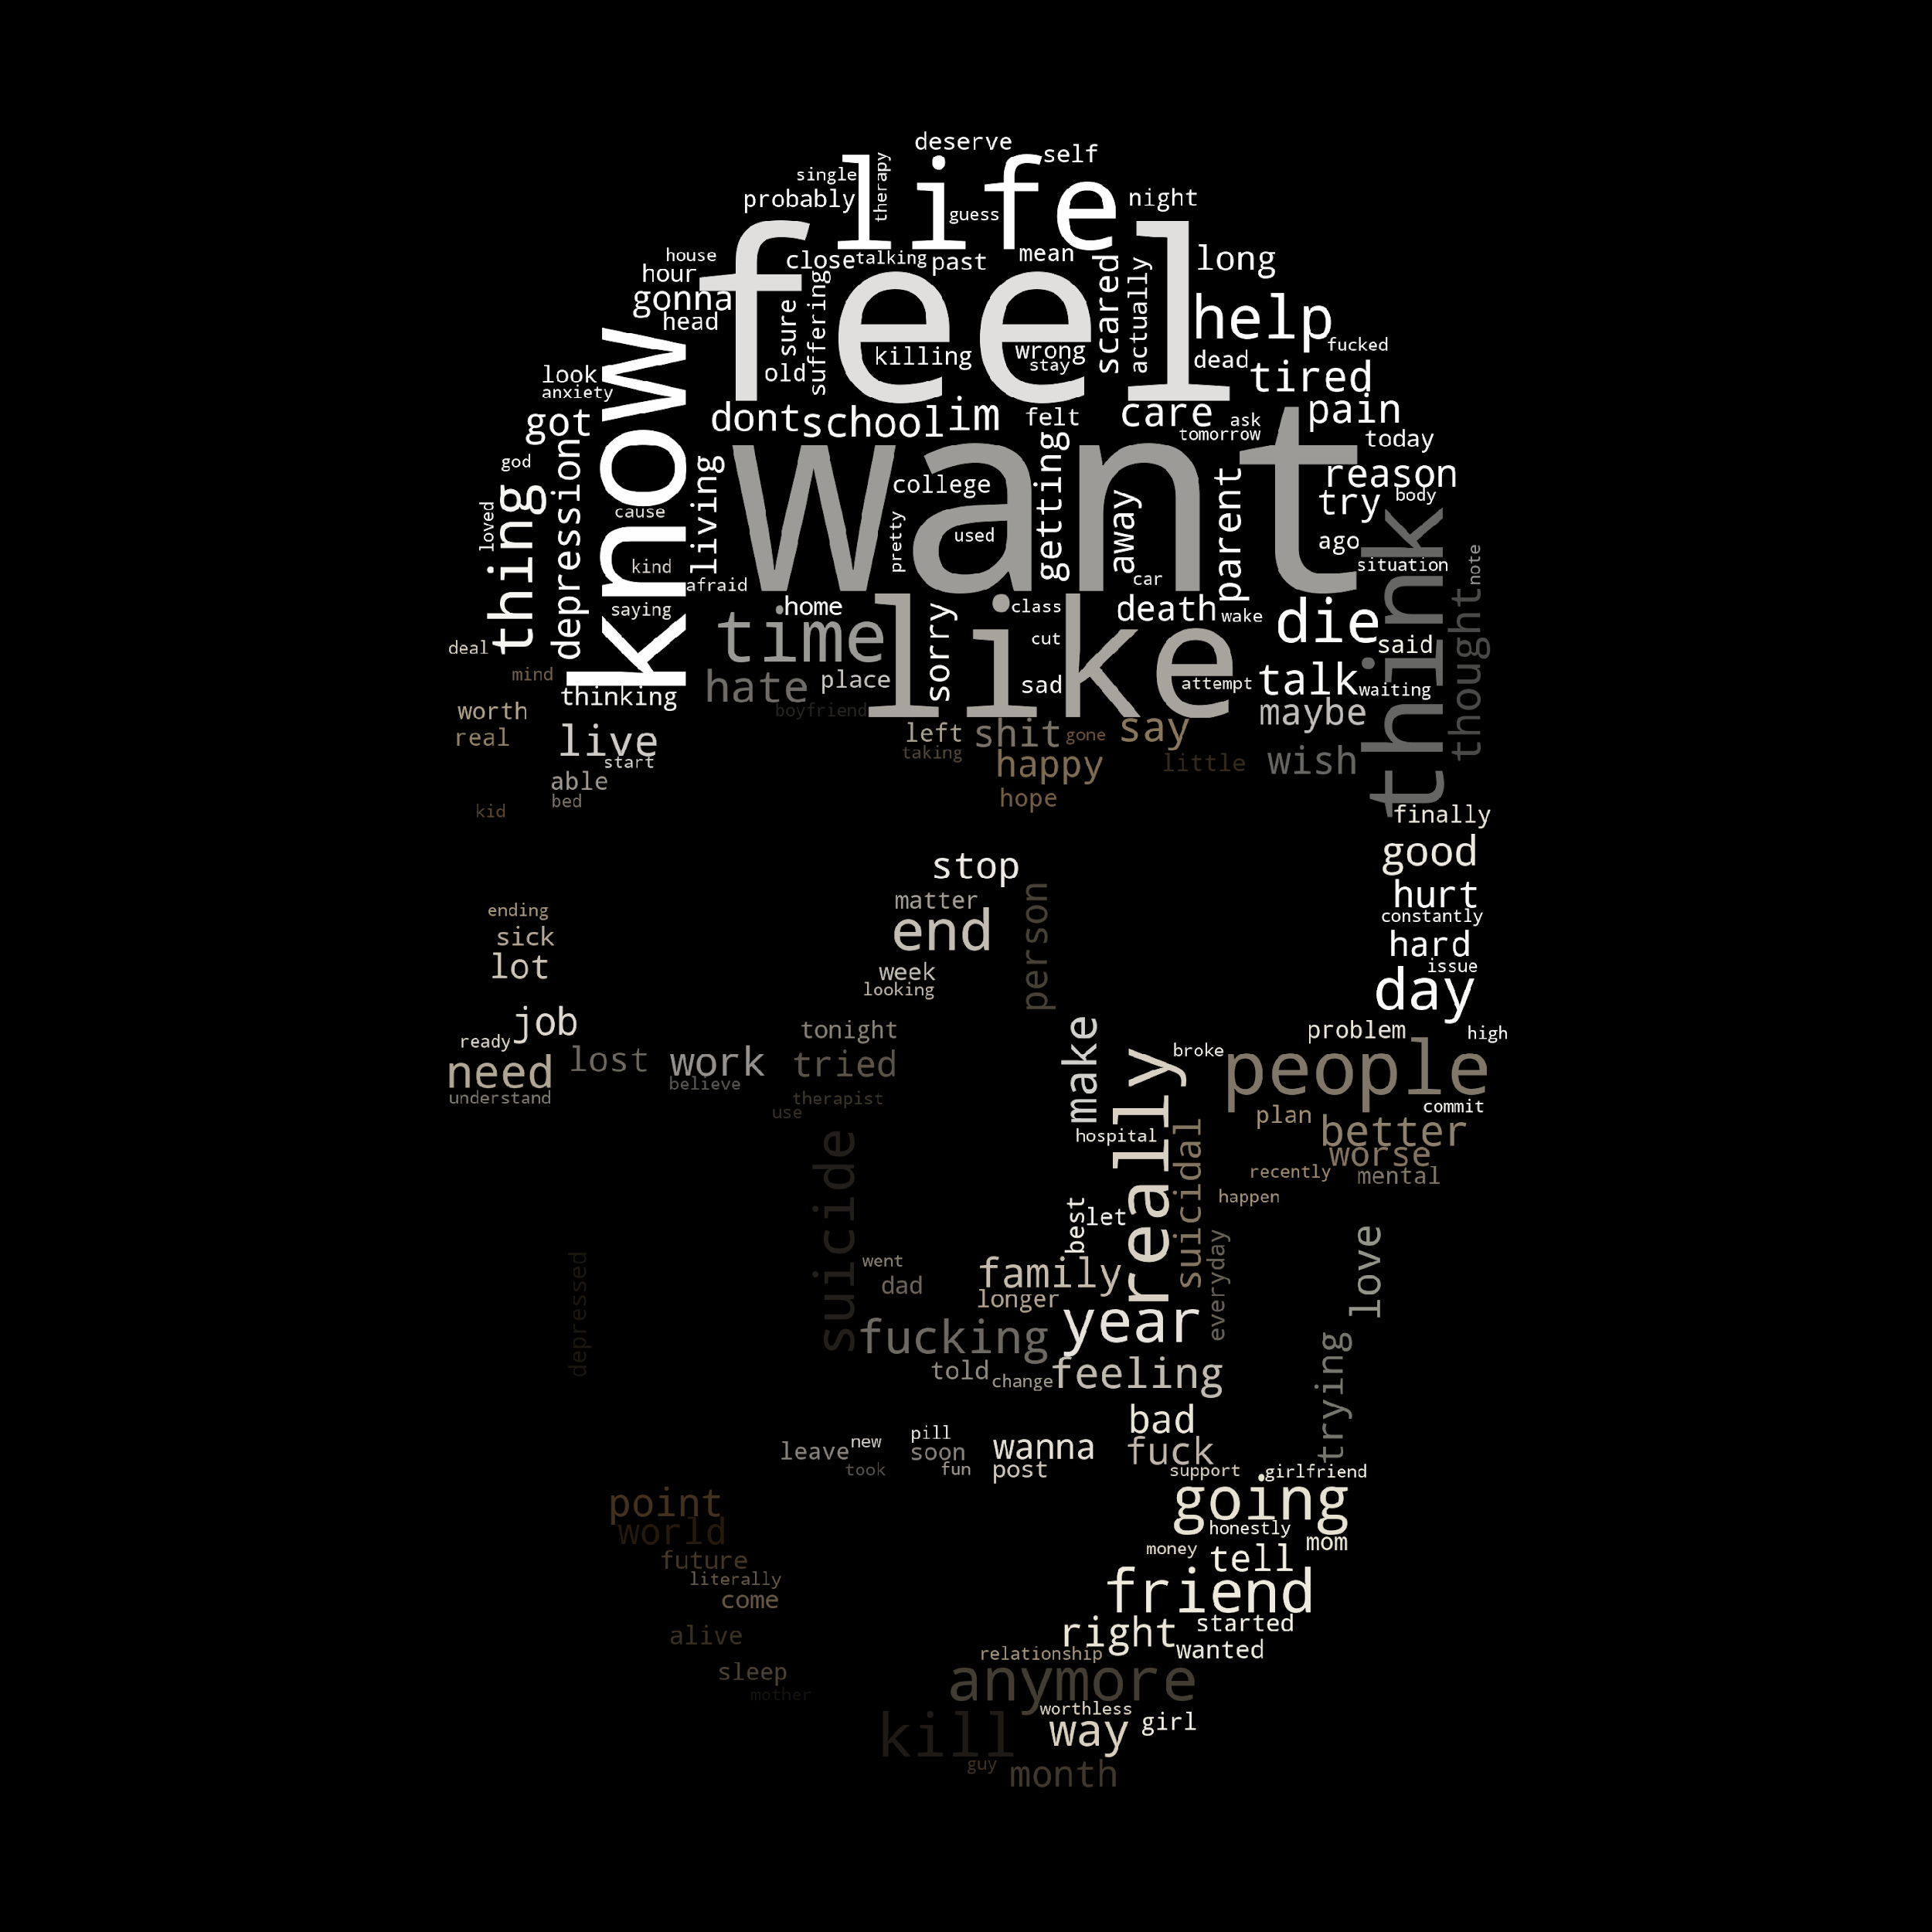 deserve
self
life
single
therapy
probably
guess
night
feel
house
close
talking
past
mean
long
hour
gonna
head
sure
suffering
scared
actually
help
killing
wrong
stay
fucked
old
dead
tired
look
anxiety
know
got
dont
school
im
felt
care
ask
pain
tomorrow
today
want
god
depression
living
college
getting
away
parent
reason
try
body
loved
thing
cause
pretty
used
ago
think
kind
afraid
car
situation
note
saying
home
class
death
wake
die
thought
time
sorry
like
cut
said
deal
mind
thinking
hate
place
sad
attempt
talk
waiting
boyfriend
maybe
worth
real
live
start
left
taking
shit
gone
say
happy
little
wish
able
bed
hope
kid
finally
stop
good
matter
person
hurt
ending
end
constantly
sick
hard
lot
week
issue
looking
day
job
tonight
make
problem
high
ready
need
lost
work
tried
really
broke
people
understand
believe
therapist
use
hospital
plan
commit
suicide
suicidal
better
worse
recently
mental
happen
best
let
everyday
love
depressed
went
dad
family
longer
fucking
year
told
change
feeling
trying
bad
leave
new
pill
soon
wanna
fuck
took
fun
post
support
girlfriend
point
going
world
honestly
mom
future
money
tell
literally
come
friend
alive
right
started
relationship
wanted
sleep
anymore
mother
worthless
kill
way
girl
guy
month